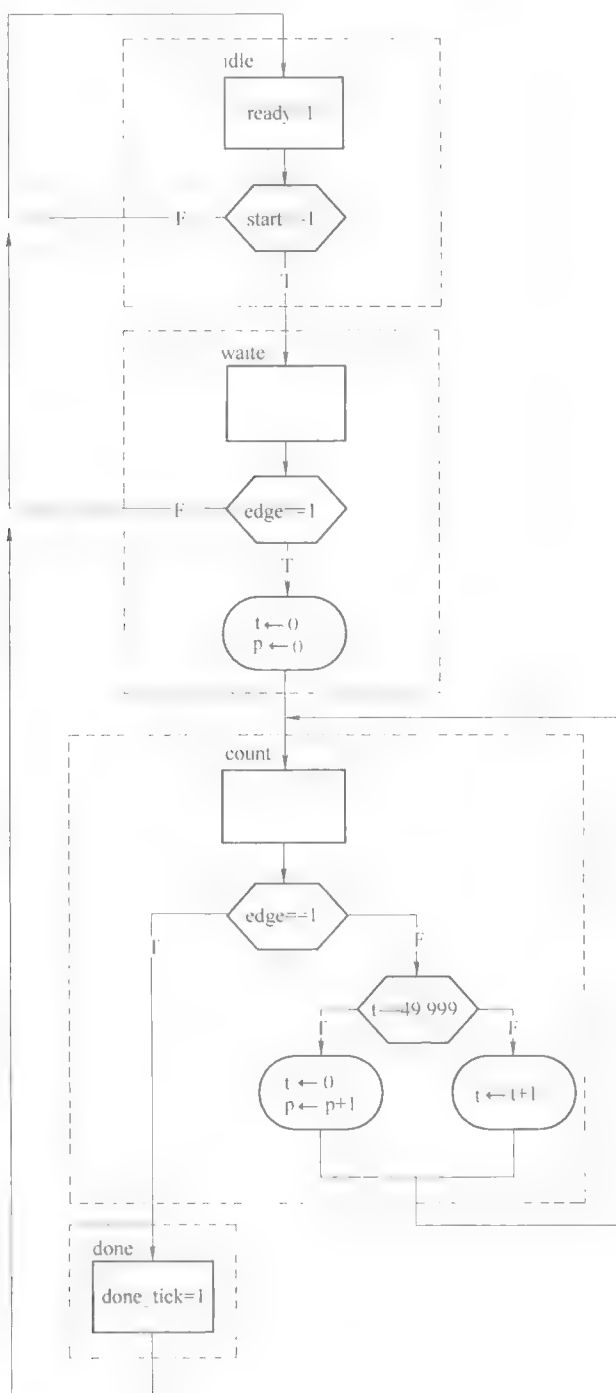 idle
ready=1
start==1
F
T
waite
edge==1
F
T
t ← 0
p ← 0
count
edge==1
T
F
t==49 999
T
F
t ← 0
p ← p+1
t ← t+1
done
done_tick=1